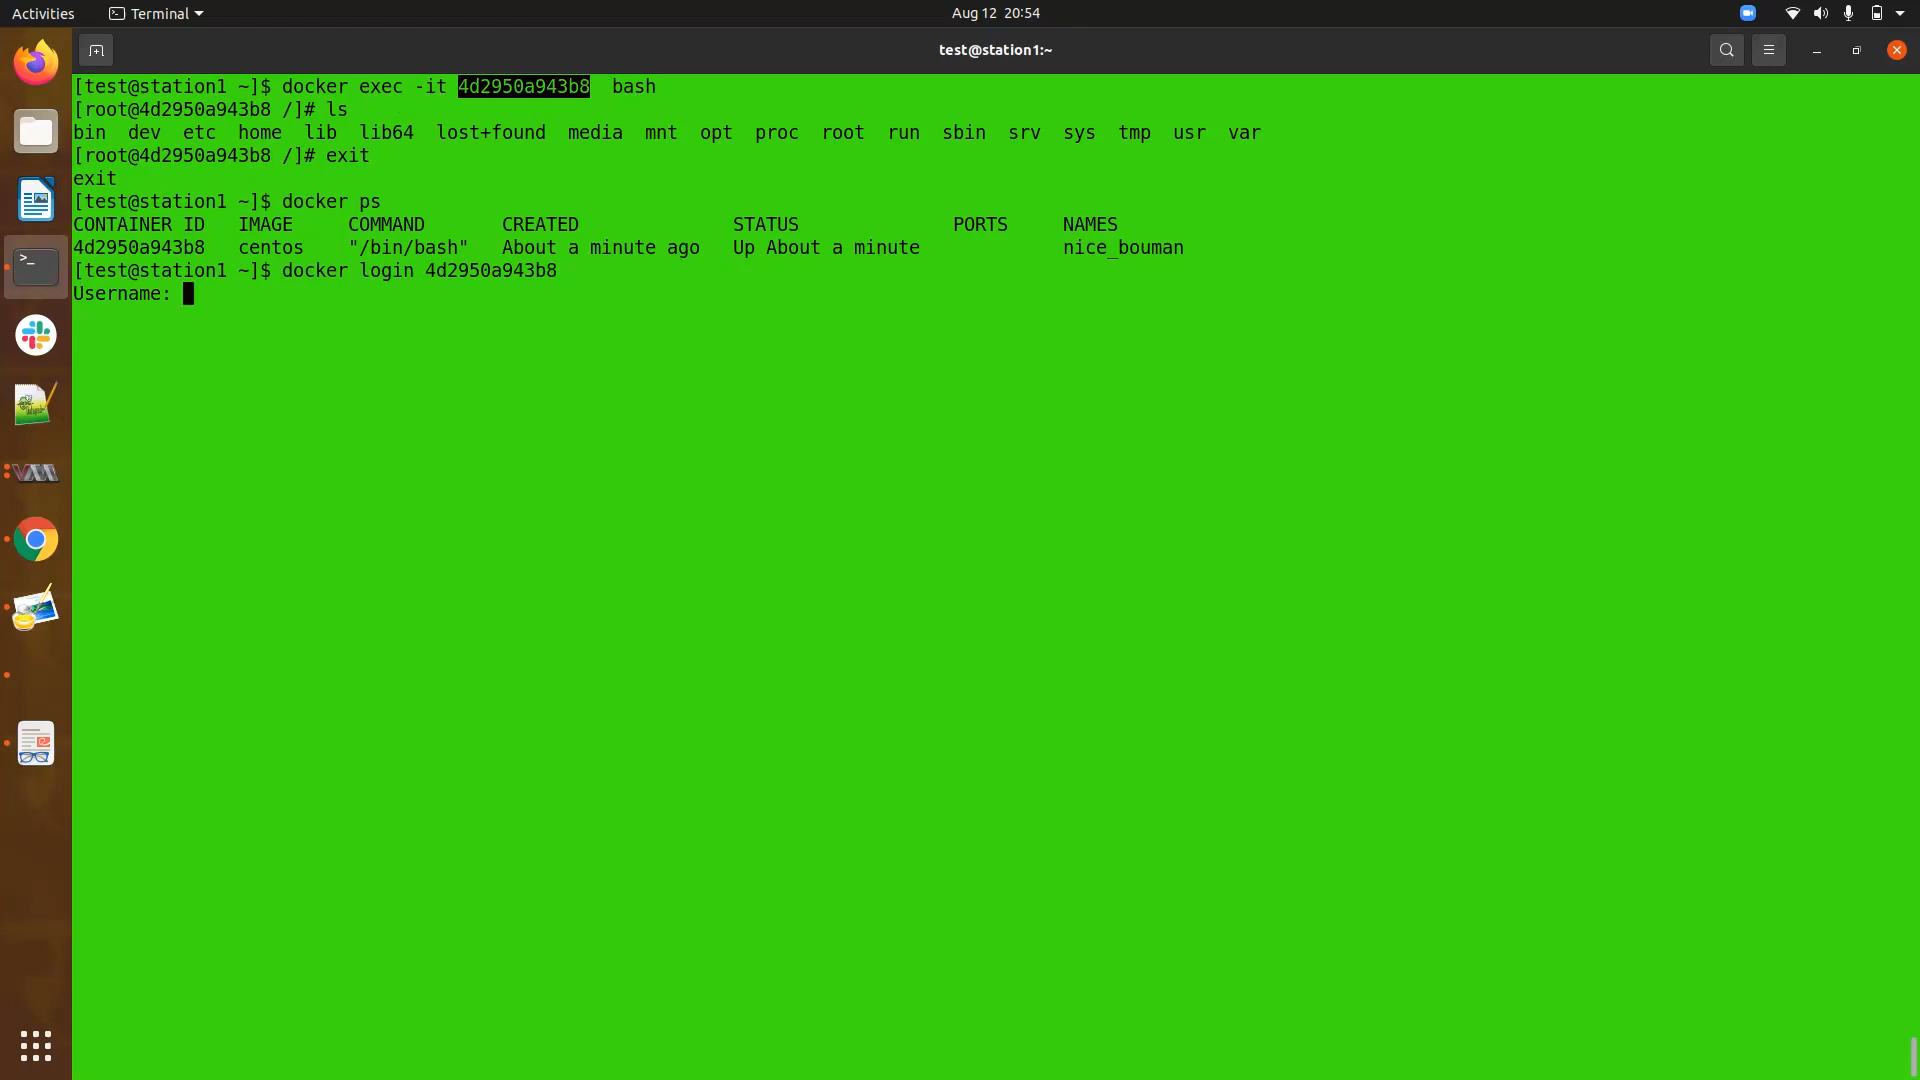 Activities Terminal Aug 12 20:54
test@station1:~
[test@station1 ~]$ docker exec -it 4d2950a943b8  bash
[root@4d2950a943b8 /]# ls
bin  dev  etc  home  lib  lib64  lost+found  media  mnt  opt  proc  root  run  sbin  srv  sys  tmp  usr  var
[root@4d2950a943b8 /]# exit
exit
[test@station1 ~]$ docker ps
CONTAINER ID   IMAGE     COMMAND       CREATED              STATUS              PORTS     NAMES
4d2950a943b8   centos    "/bin/bash"   About a minute ago   Up About a minute             nice_bouman
[test@station1 ~]$ docker login 4d2950a943b8
Username: